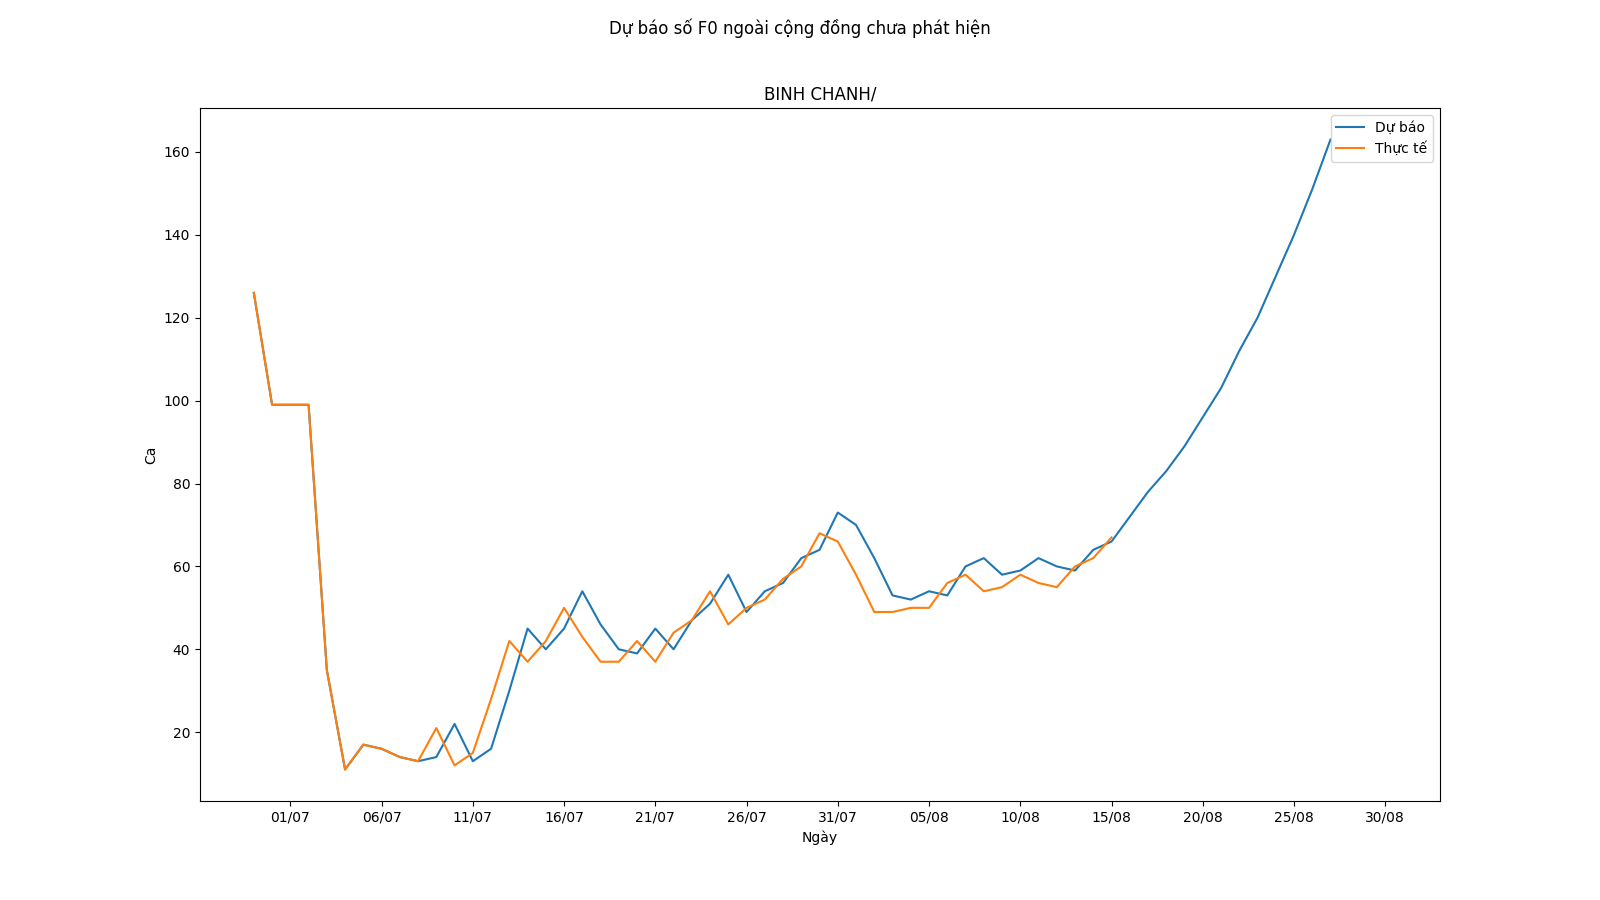 Dự báo số F0 ngoài cộng đồng chưa phát hiện
BINH CHANH/
Dự báo
Thực tế
160
140
120
100
80
60
40
20
Ca
01/07 06/07 11/07 16/07 21/07 26/07 31/07 05/08 10/08 15/08 20/08 25/08 30/08
Ngày